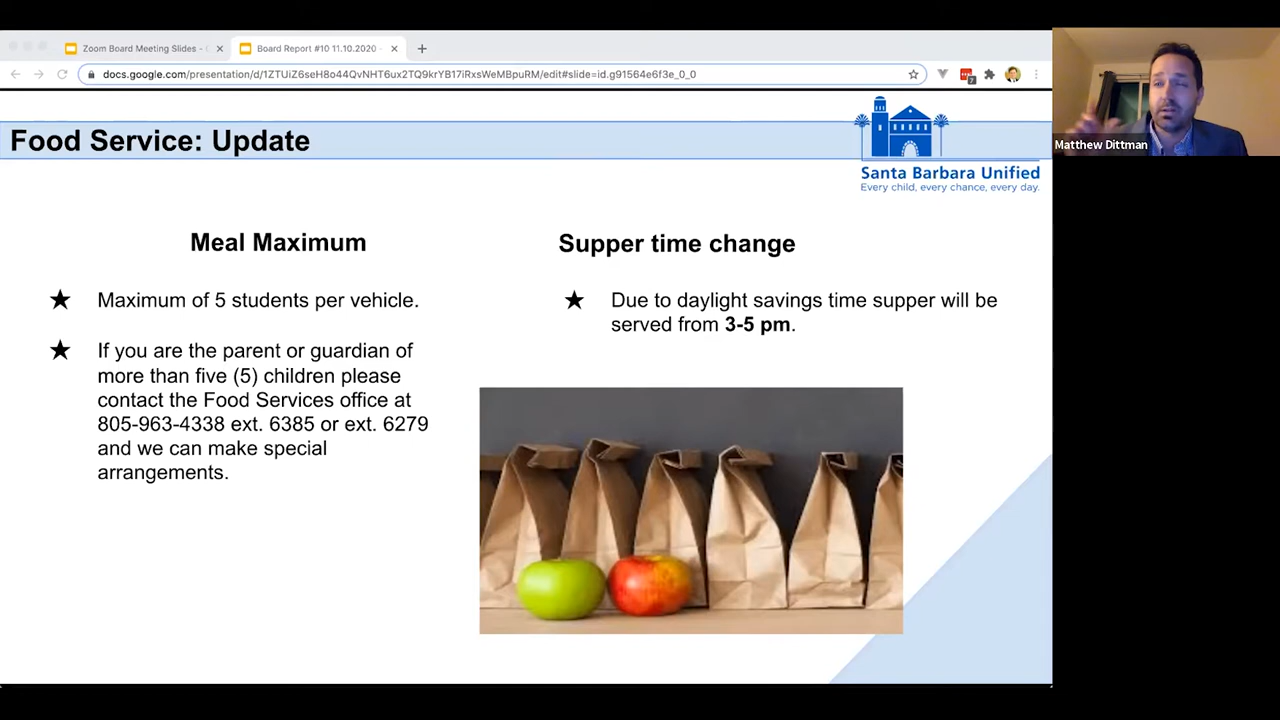 Zoom Board Meeting Slides -
Board Report #10 11.10.2020 -
docs.google.com/presentation/d/1ZTUiZ6seH8o44QvNHT6ux2TQ9krYB17iRxsWeMBpuRM/edit#slide=id.g91564e6f3e_0_0
7
Matthew Dittman
Food Service: Update
Santa Barbara Unified
Every child, every chance, every day.
Meal Maximum
★ Maximum of 5 students per vehicle.
★ If you are the parent or guardian of
more than five (5) children please
contact the Food Services office at
805-963-4338 ext. 6385 or ext. 6279
and we can make special
arrangements.
Supper time change
★ Due to daylight savings time supper will be
served from 3-5 pm.